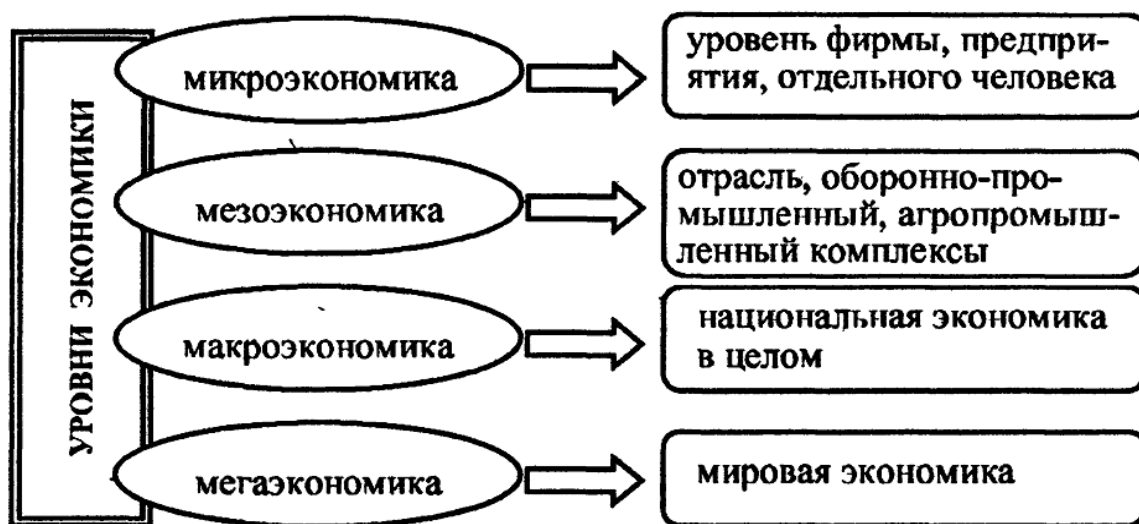 УРОВНИ ЭКОНОМИКИ
микроэкономика
уровень фирмы, предпри-
ятия, отдельного человека
мезоэкономика
отрасль, оборонно-про-
мышленный, агропромыш-
ленный комплексы
макроэкономика
национальная экономика
в целом
мегаэкономика
мировая экономика